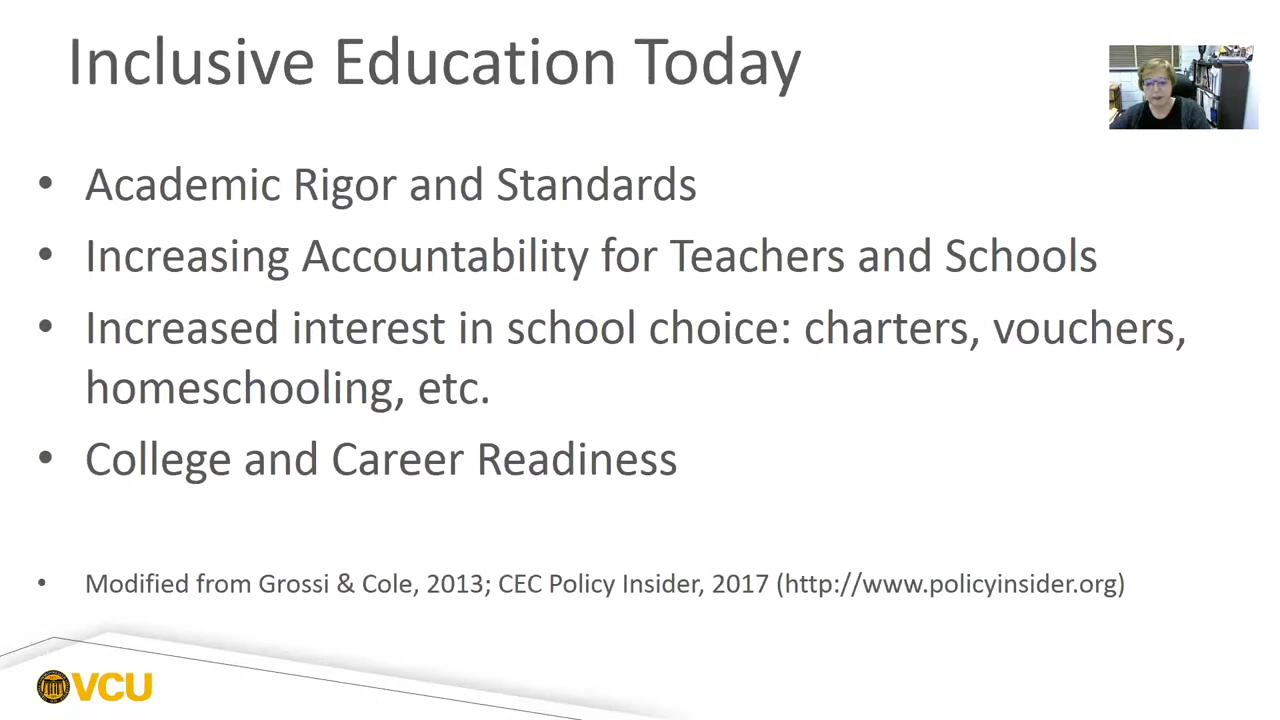 Inclusive Education Today
• Academic Rigor and Standards
• Increasing Accountability for Teachers and Schools
• Increased interest in school choice: charters, vouchers,
homeschooling, etc.
• College and Career Readiness
• Modified from Grossi & Cole, 2013; CEC Policy Insider, 2017 (http://www.policyinsider.org)
VCU